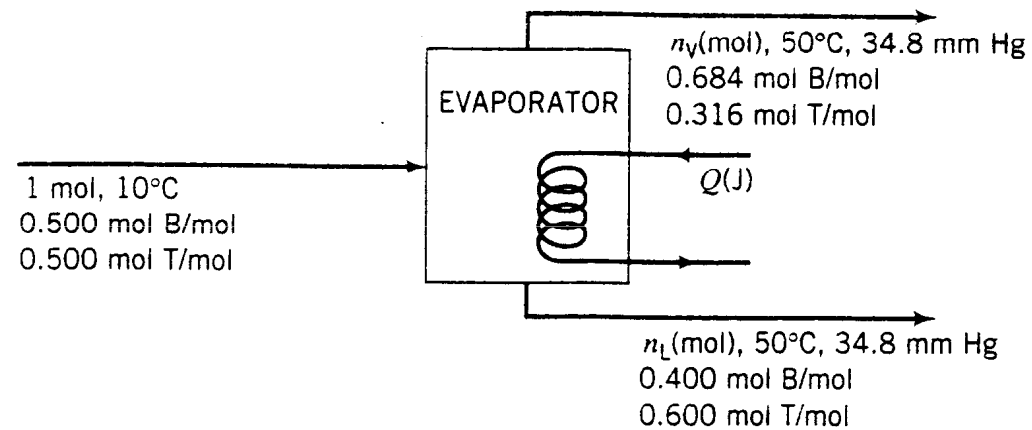 n_V(mol), 50°C, 34.8 mm Hg
0.684 mol B/mol
0.316 mol T/mol
EVAPORATOR
Q(J)
1 mol, 10°C
0.500 mol B/mol
0.500 mol T/mol
n_L(mol), 50°C, 34.8 mm Hg
0.400 mol B/mol
0.600 mol T/mol